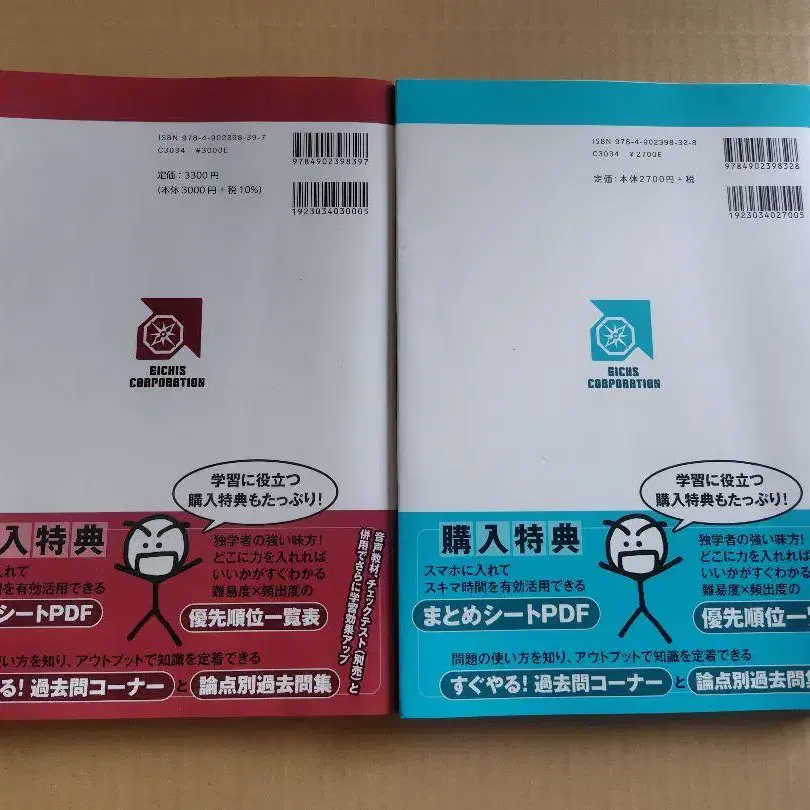 ISBN 978-4-902398-39-7
C3034 ¥3000E
定価：3300円
(本体3000円+税10%)
9784902398397
1923034030005
EICHIS
CORPORATION
学習に役立つ
購入特典もたっぷり！
入特典
入れて
を有効活用できる
シートPDF
独学者の強い味方！
どこに力を入れれば
いいかがすぐわかる
難易度×頻出度の
優先順位一覧表
音声教材、チェックテスト（別売）と
併用でさらに学習効果アップ
使い方を知り、アウトプットで知識を定着できる
る！過去問コーナー と 論点別過去問集
ISBN 978-4-902398-32-8
C3034 ¥2700E
定価：本体2700円+税
9784902398328
1923034027005
EICHIS
CORPORATION
学習に役立つ
購入特典もたっぷり！
購入特典
スマホに入れて
スキマ時間を有効活用できる
まとめシートPDF
独学者の強い味方！
どこに力を入れれば
いいかがすぐわかる
難易度×頻出度の
優先順位一覧
問題の使い方を知り、アウトプットで知識を定着できる
すぐやる！過去問コーナー と 論点別過去問集